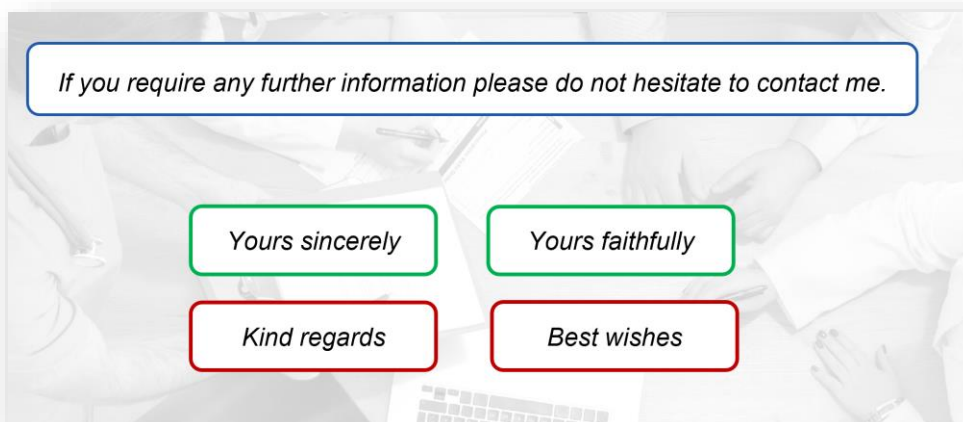 If you require any further information please do not hesitate to contact me.
Yours sincerely
Yours faithfully
Kind regards
Best wishes